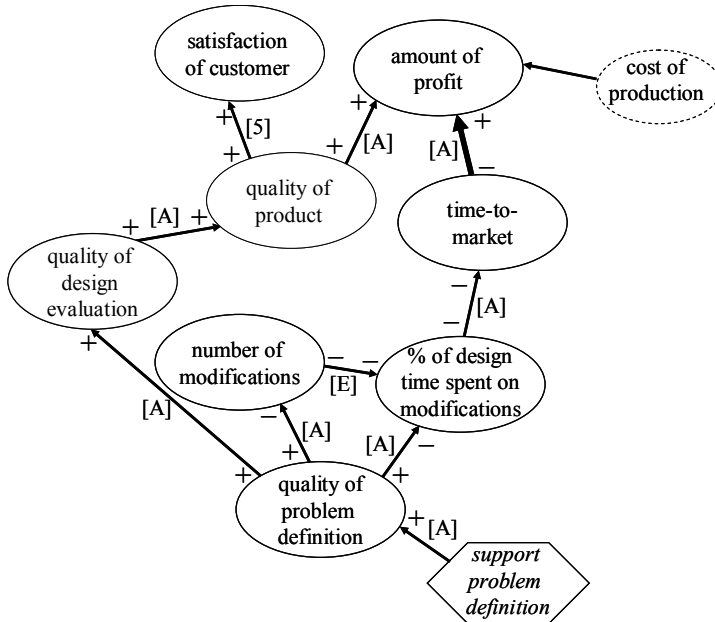 satisfaction
of customer
amount of
profit
cost of
production
+
+
[5]
+
+
[A]
+
+
[A]
−
quality of
product
time-to-
market
+
[A]
+
quality of
design
evaluation
+
−
[A]
−
number of
modifications
−
−
[E]
% of design
time spent on
modifications
[A]
−
[A]
+
[A]
−
+
+
quality of
problem
definition
+
[A]
support
problem
definition